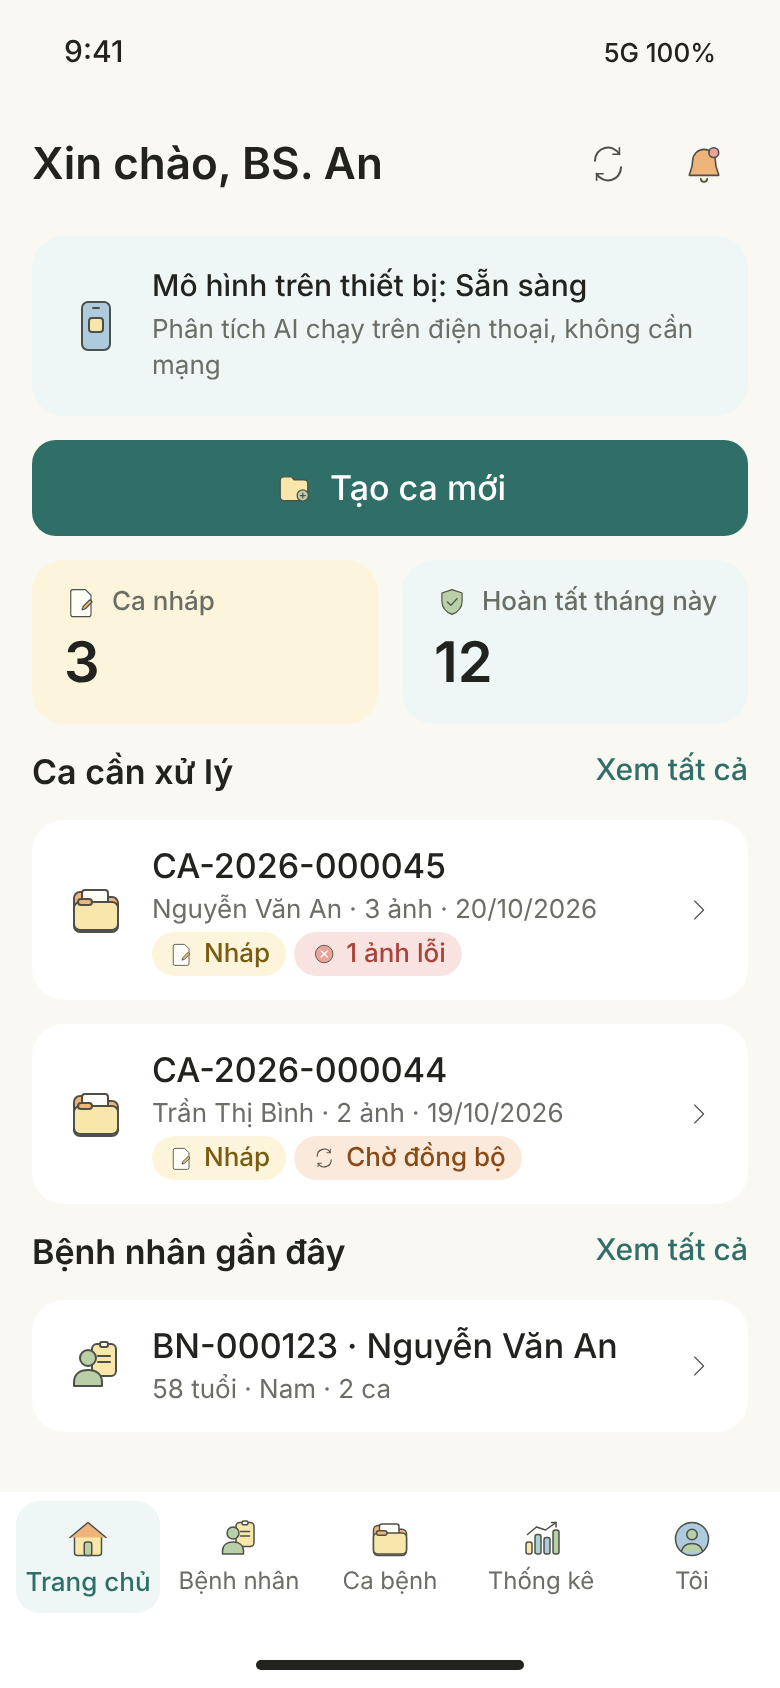 9:41
5G 100%
Xin chào, BS. An
Mô hình trên thiết bị: Sẵn sàng
Phân tích AI chạy trên điện thoại, không cần
mạng
Tạo ca mới
Ca nháp
3
Hoàn tất tháng này
12
Ca cần xử lý
Xem tất cả
CA-2026-000045
Nguyễn Văn An · 3 ảnh · 20/10/2026
Nháp
1 ảnh lỗi
CA-2026-000044
Trần Thị Bình · 2 ảnh · 19/10/2026
Nháp
Chờ đồng bộ
Bệnh nhân gần đây
Xem tất cả
BN-000123 · Nguyễn Văn An
58 tuổi · Nam · 2 ca
Trang chủ
Bệnh nhân
Ca bệnh
Thống kê
Tôi